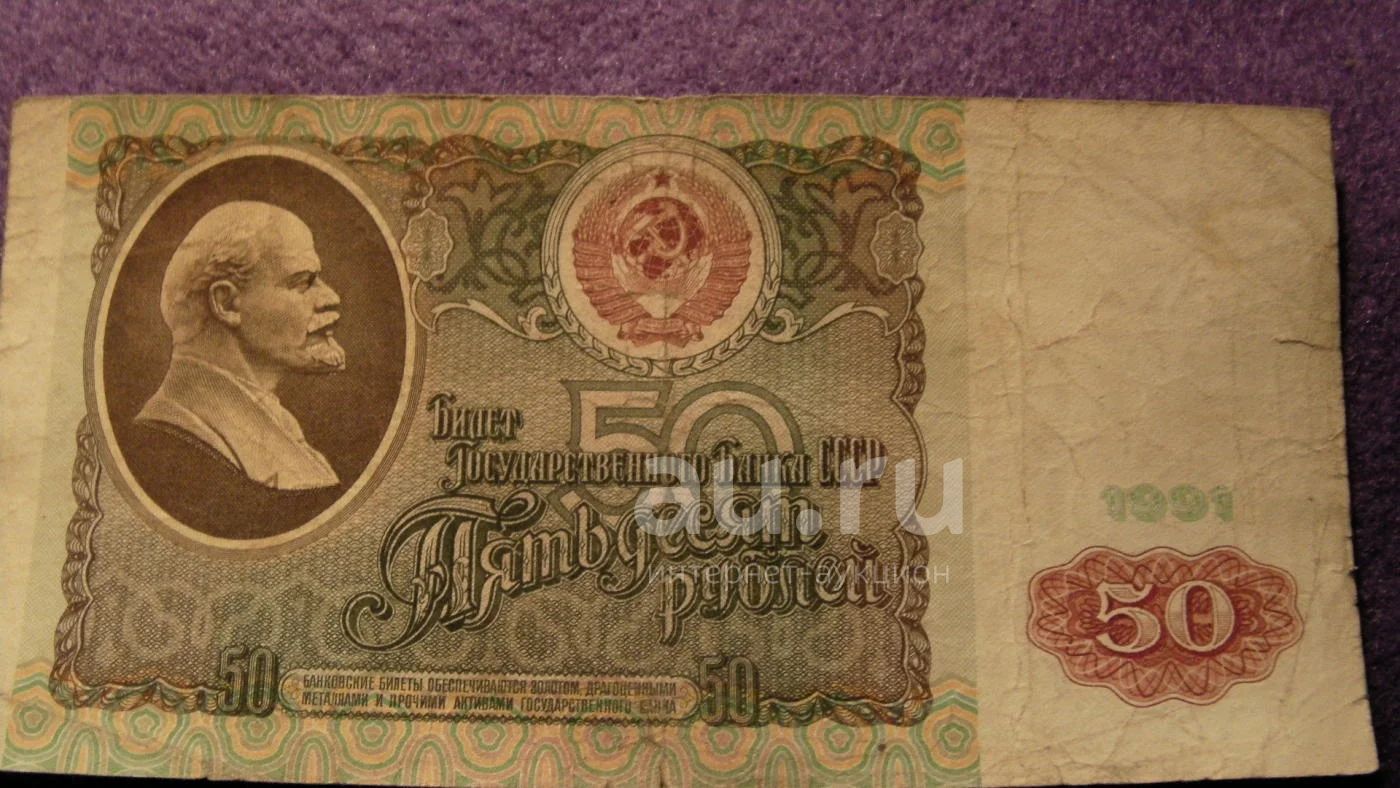 Билет
Государственного Банка СССР
50
Пятьдесят
рублей
au.ru
интернет-аукцион
1991
50
50
БАНКОВСКИЕ БИЛЕТЫ ОБЕСПЕЧИВАЮТСЯ ЗОЛОТОМ, ДРАГОЦЕННЫМИ
МЕТАЛЛАМИ И ПРОЧИМИ АКТИВАМИ ГОСУДАРСТВЕННОГО БАНКА
50